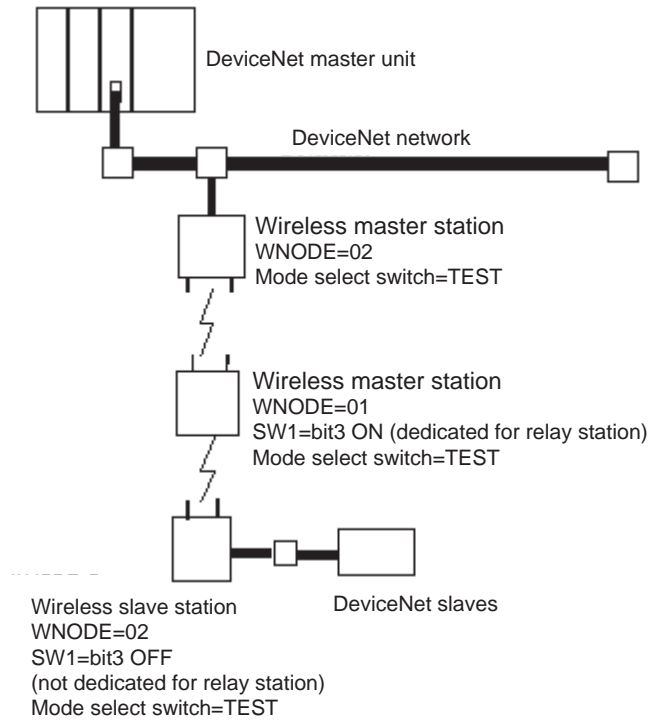 DeviceNet master unit
DeviceNet network
Wireless master station
WNODE=02
Mode select switch=TEST
Wireless master station
WNODE=01
SW1=bit3 ON (dedicated for relay station)
Mode select switch=TEST
DeviceNet slaves
Wireless slave station
WNODE=02
SW1=bit3 OFF
(not dedicated for relay station)
Mode select switch=TEST